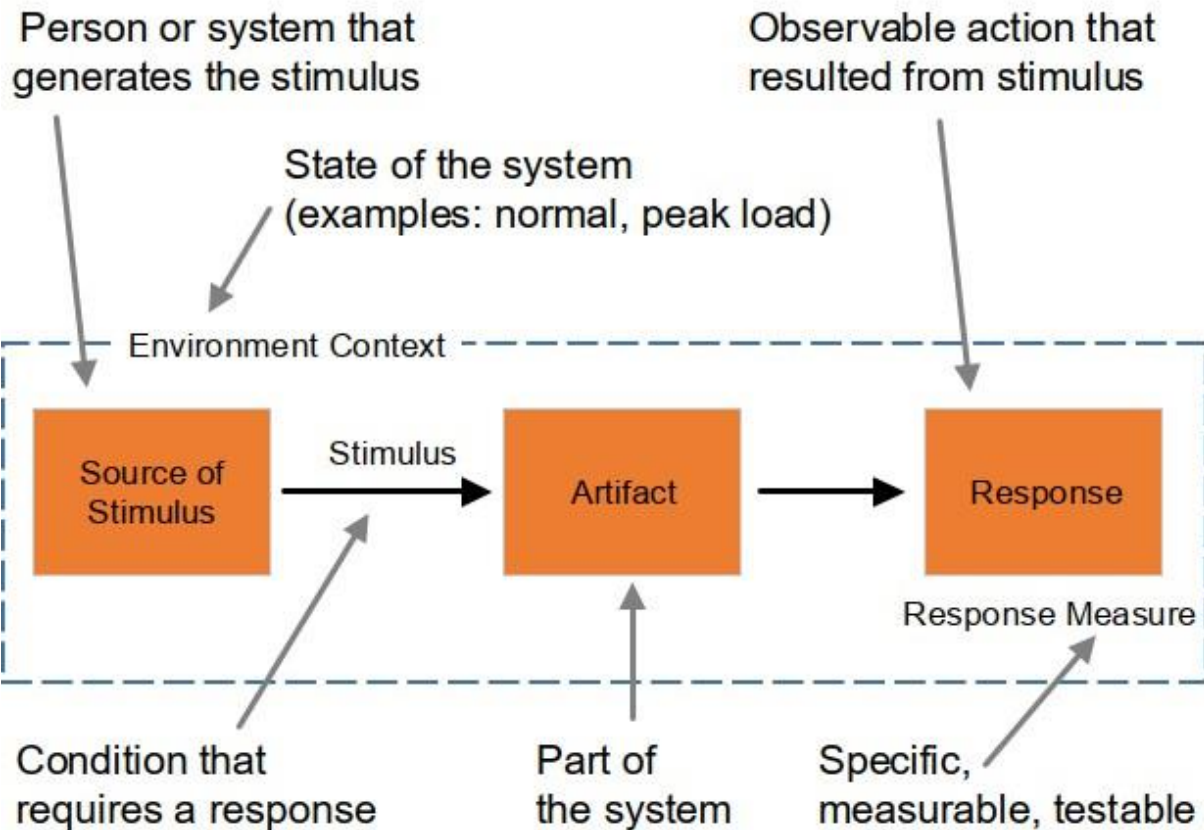 Person or system that
generates the stimulus
Observable action that
resulted from stimulus
State of the system
(examples: normal, peak load)
Environment Context
Source of
Stimulus
Stimulus
Artifact
Response
Response Measure
Condition that
requires a response
Part of
the system
Specific,
measurable, testable